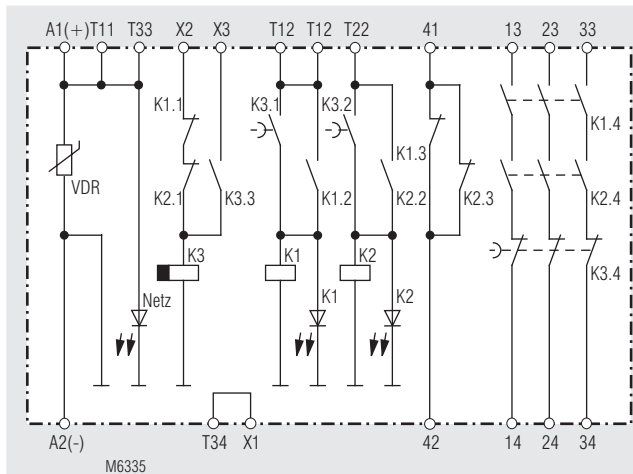 A1(+) T11 T33 X2 X3 T12 T12 T22 41 13 23 33
K1.1 K3.1 K3.2
K1.3 K1.4
VDR K2.1 K3.3 K1.2 K2.2 K2.3 K2.4
K3 K1 K2 K3.4
Netz K1 K2
A2(-) T34 X1 42 14 24 34
M6335